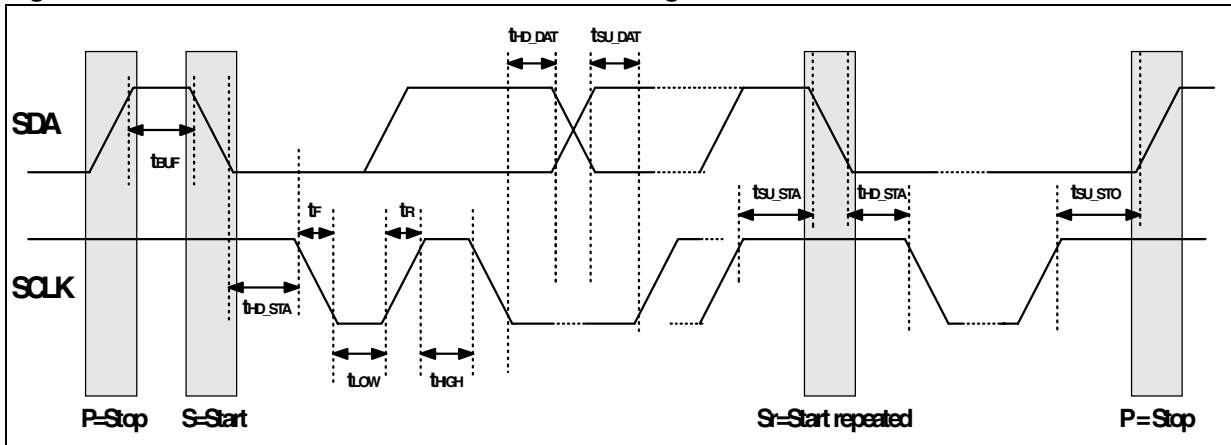 tHD_DAT tSU_DAT
SDA
tBUF
tSU_STA tHD_STA tSU_STO
tF tR
SCLK
tHD_STA
tLOW tHIGH
P=Stop S=Start Sr=Start repeated P = Stop